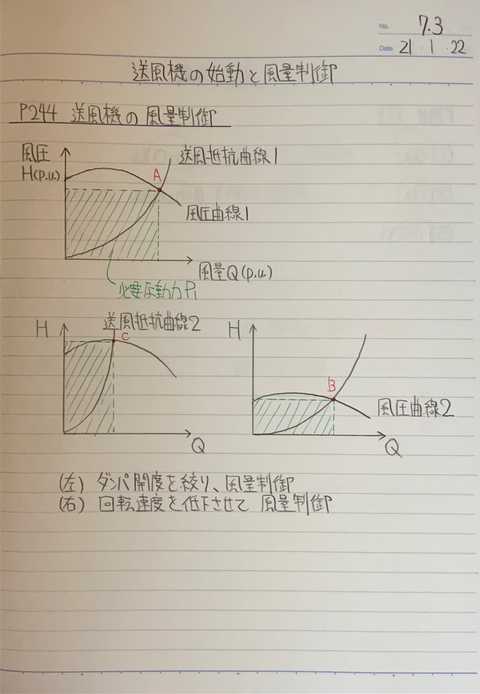 No. 7.3
Date 21 1 22
送風機の始動と風量制御
P244 送風機の風量制御
風圧
H(p.u)
送風抵抗曲線1
A
風圧曲線1
風量Q(p.u.)
必要な動力P1
送風抵抗曲線2
H
C
Q
H
B
風圧曲線2
Q
(左) ダンパ開度を絞り、風量制御
(右) 回転速度を低下させて 風量制御